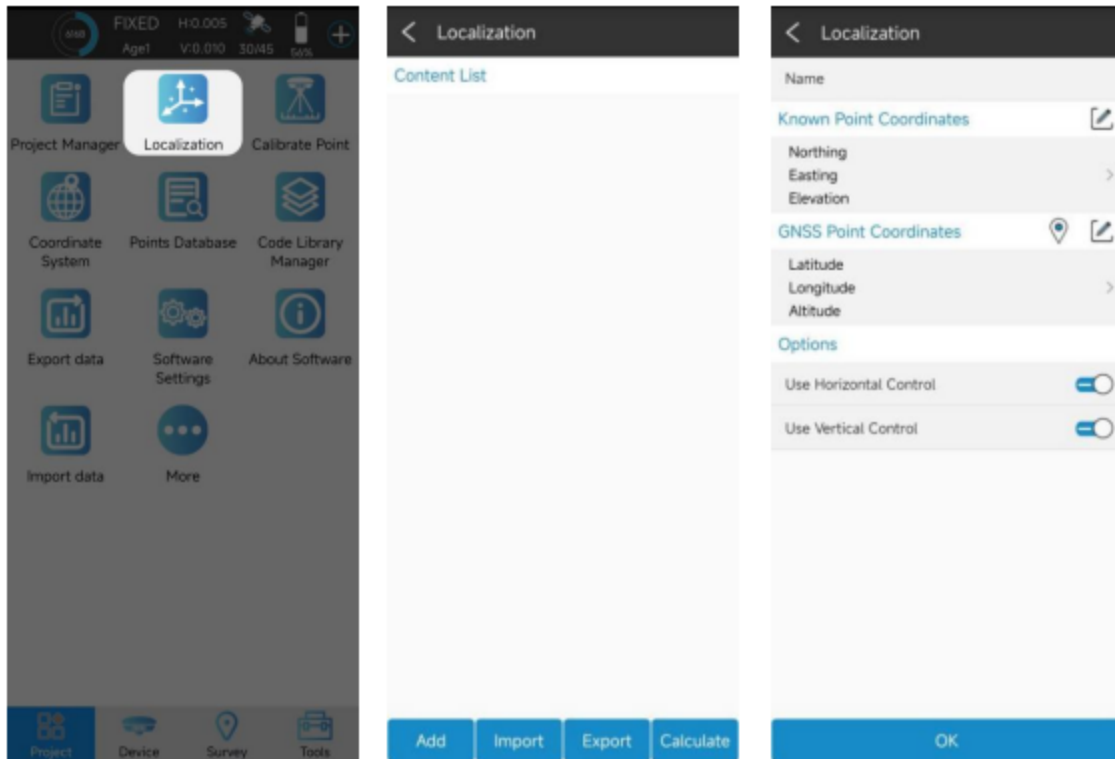 FIXED H:0.005
Age1 V:0.010 30/45 56%
Project Manager Localization Calibrate Point
Coordinate System Points Database Code Library Manager
Export data Software Settings About Software
Import data More
Project Device Survey Tools
Localization
Content List
Add Import Export Calculate
Localization
Name
Known Point Coordinates
Northing
Easting
Elevation
GNSS Point Coordinates
Latitude
Longitude
Altitude
Options
Use Horizontal Control
Use Vertical Control
OK